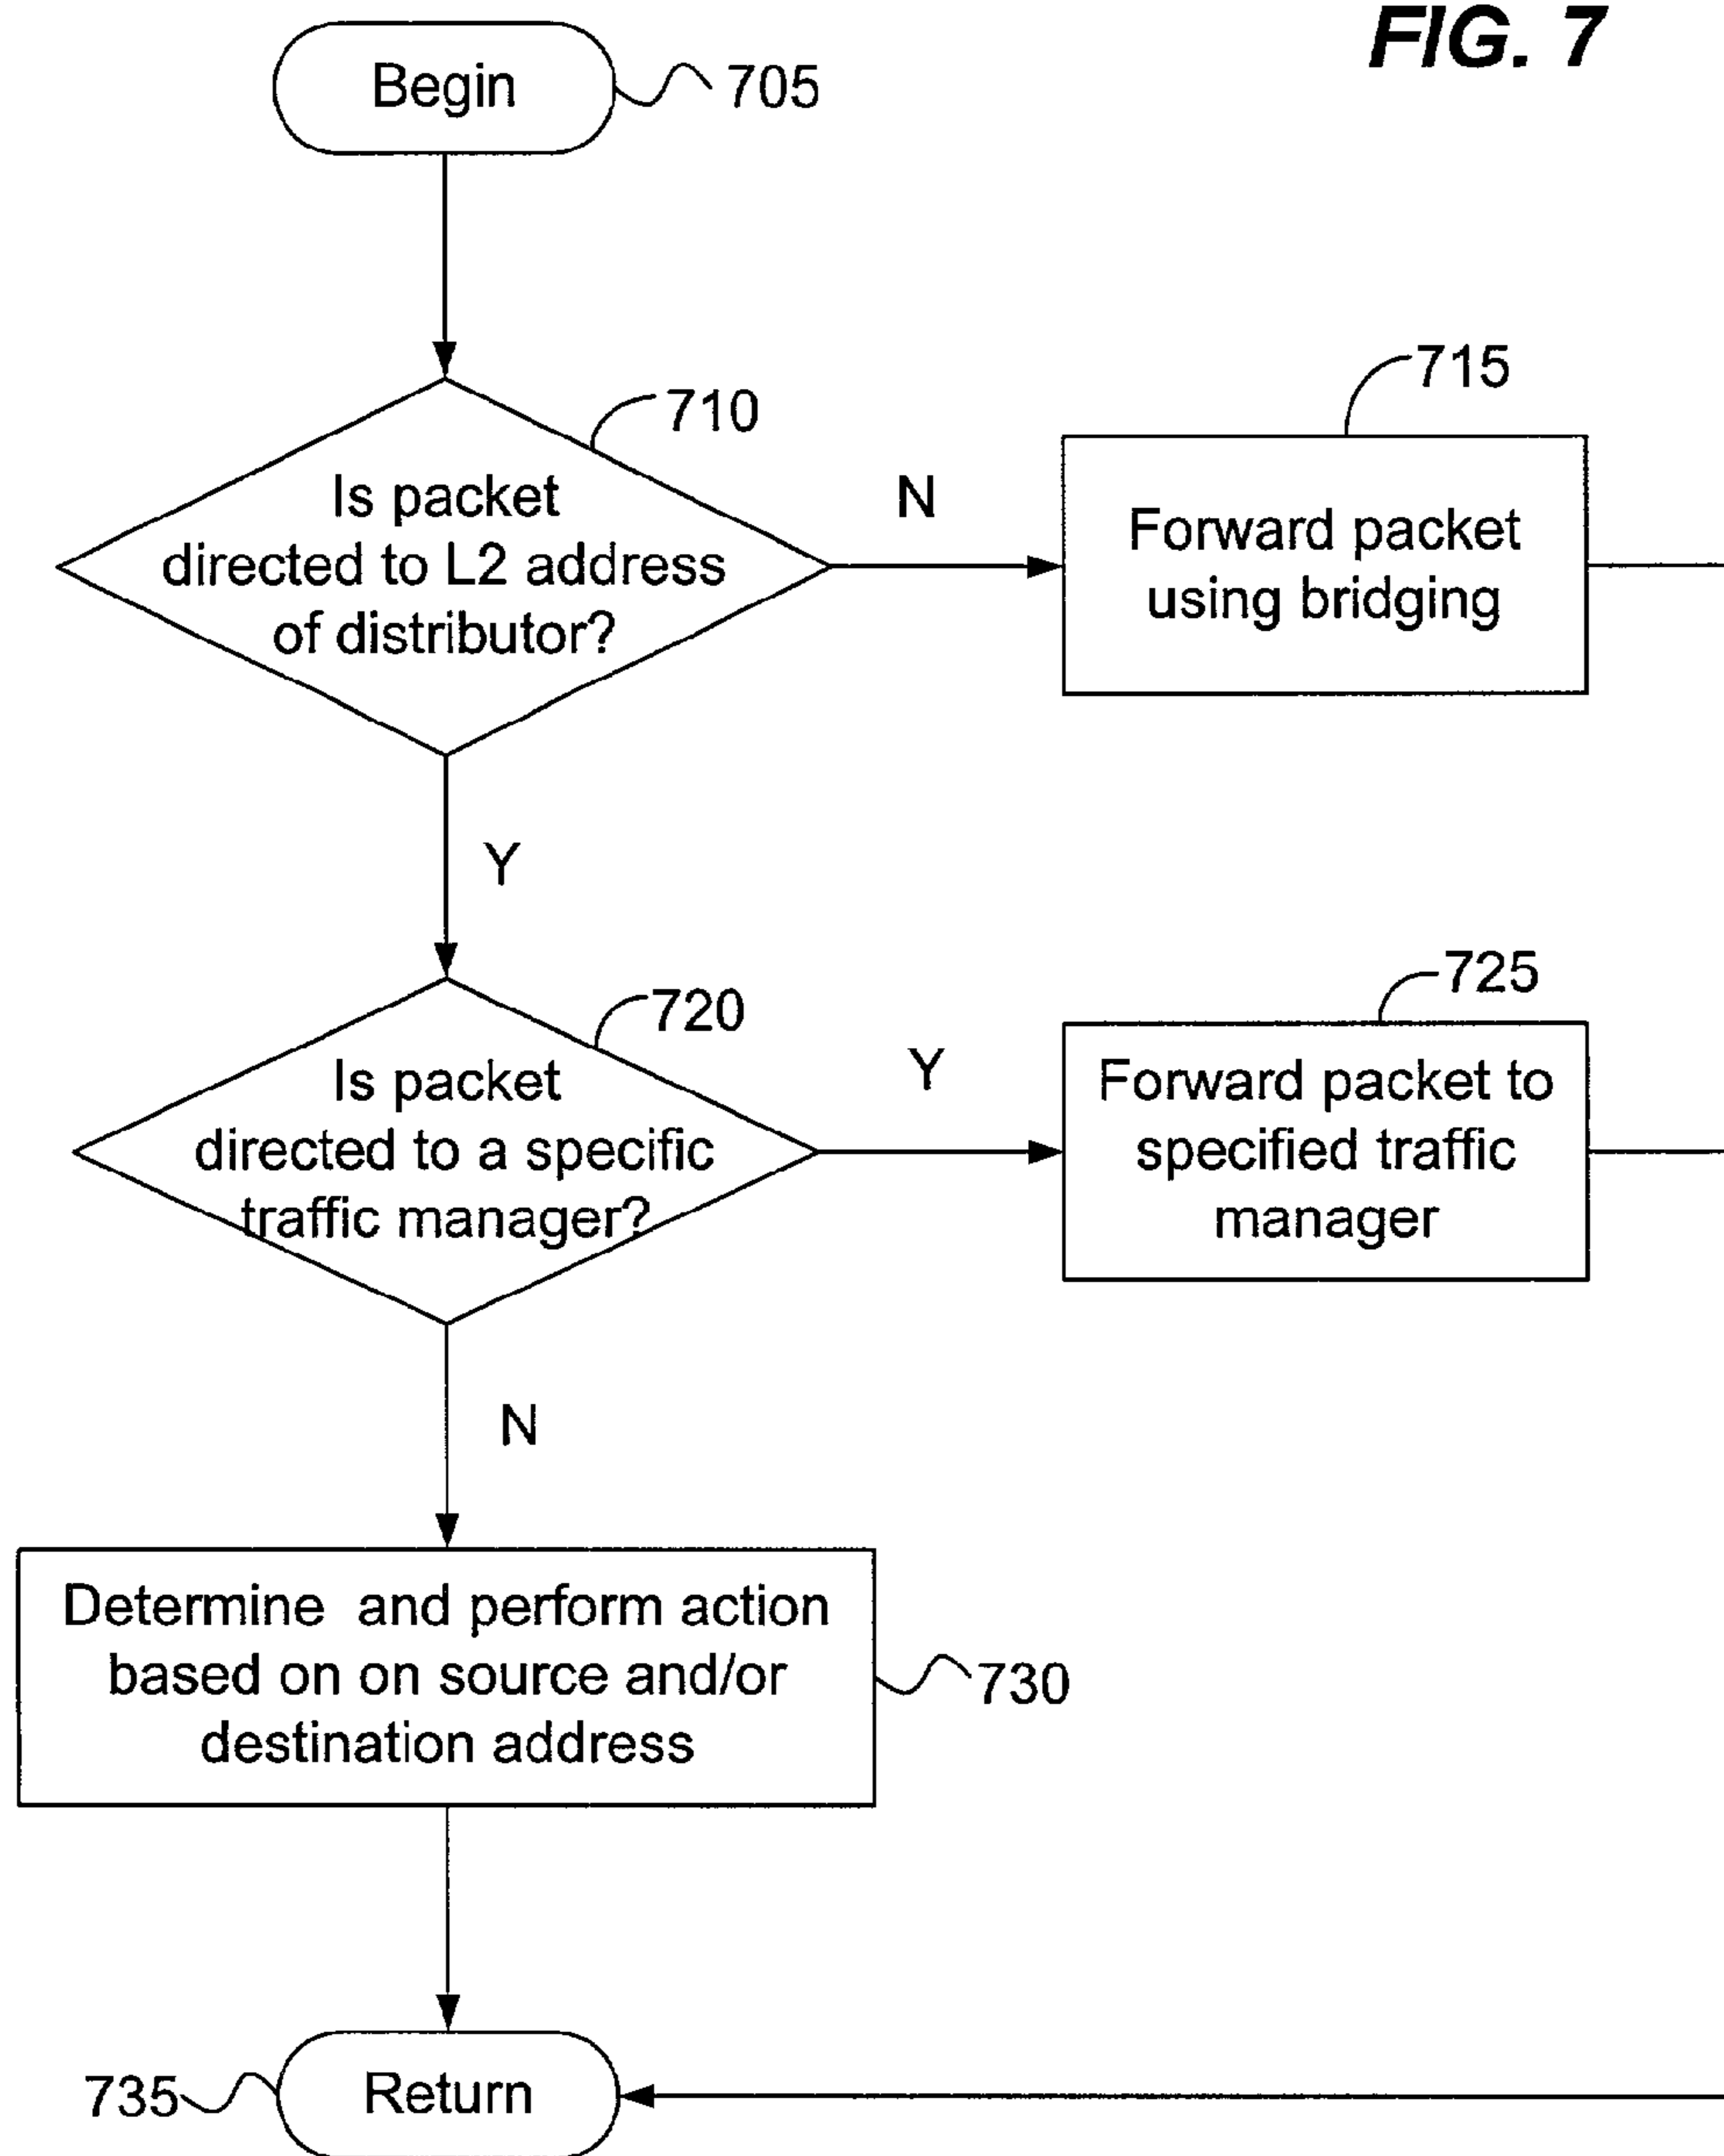 FIG. 7
Begin
705
710
Is packet
directed to L2 address
of distributor?
N
715
Forward packet
using bridging
Y
720
Is packet
directed to a specific
traffic manager?
Y
725
Forward packet to
specified traffic
manager
N
Determine and perform action
based on on source and/or
destination address
730
735
Return